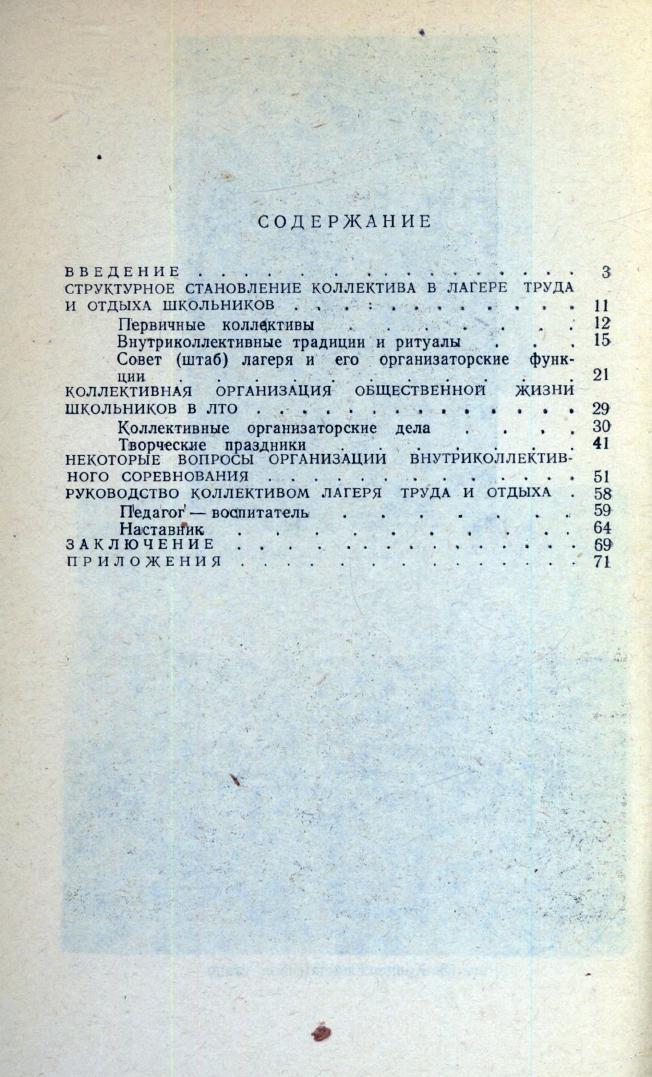 СОДЕРЖАНИЕ
ВВЕДЕНИЕ . . . . . . . . . . . . . . . . 3
СТРУКТУРНОЕ СТАНОВЛЕНИЕ КОЛЛЕКТИВА В ЛАГЕРЕ ТРУДА
И ОТДЫХА ШКОЛЬНИКОВ . . . . . . . . . . . 11
Первичные коллективы . . . . . . . . 12
Внутриколлективные традиции и ритуалы . . . 15
Совет (штаб) лагеря и его организаторские функ-
ции . . . . . . . . . . . . 21
КОЛЛЕКТИВНАЯ ОРГАНИЗАЦИЯ ОБЩЕСТВЕННОЙ ЖИЗНИ
ШКОЛЬНИКОВ В ЛТО . . . . . . . . . . . . 29
Коллективные организаторские дела . . . . 30
Творческие праздники . . . . . . . . 41
НЕКОТОРЫЕ ВОПРОСЫ ОРГАНИЗАЦИИ ВНУТРИКОЛЛЕКТИВ-
НОГО СОРЕВНОВАНИЯ . . . . . . . . . . . . 51
РУКОВОДСТВО КОЛЛЕКТИВОМ ЛАГЕРЯ ТРУДА И ОТДЫХА . 58
Педагог — воспитатель . . . . . . . . 59
Наставник . . . . . . . . . . 64
ЗАКЛЮЧЕНИЕ . . . . . . . . . . . . . . 69
ПРИЛОЖЕНИЯ . . . . . . . . . . . . . . 71